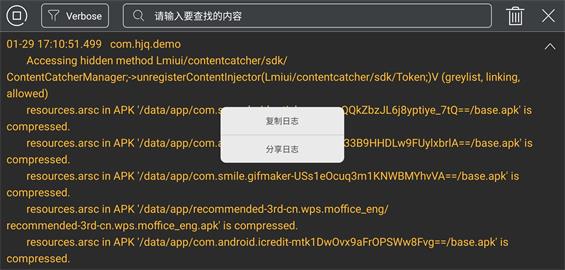 Verbose
请输入要查找的内容
01-29 17:10:51.499 com.hjq.demo
Accessing hidden method Lmiui/contentcatcher/sdk/
ContentCatcherManager;->unregisterContentInjector(Lmiui/contentcatcher/sdk/Token;)V (greylist, linking,
allowed)
resources.arsc in APK '/data/app/com.s QQkZbzJL6j8yptiye_7tQ==/base.apk' is
compressed.
复制日志
resources.arsc in APK '/data/app/com.a 33B9HHDLw9FUylxbrlA==/base.apk' is
compressed.
分享日志
resources.arsc in APK '/data/app/com.smile.gifmaker-USs1eOcuq3m1KNWBMYhvVA==/base.apk' is
compressed.
resources.arsc in APK '/data/app/recommended-3rd-cn.wps.moffice_eng/
recommended-3rd-cn.wps.moffice_eng.apk' is compressed.
resources.arsc in APK '/data/app/com.android.icredit-mtk1DwOvx9aFrOPSWw8Fvg==/base.apk' is
compressed.